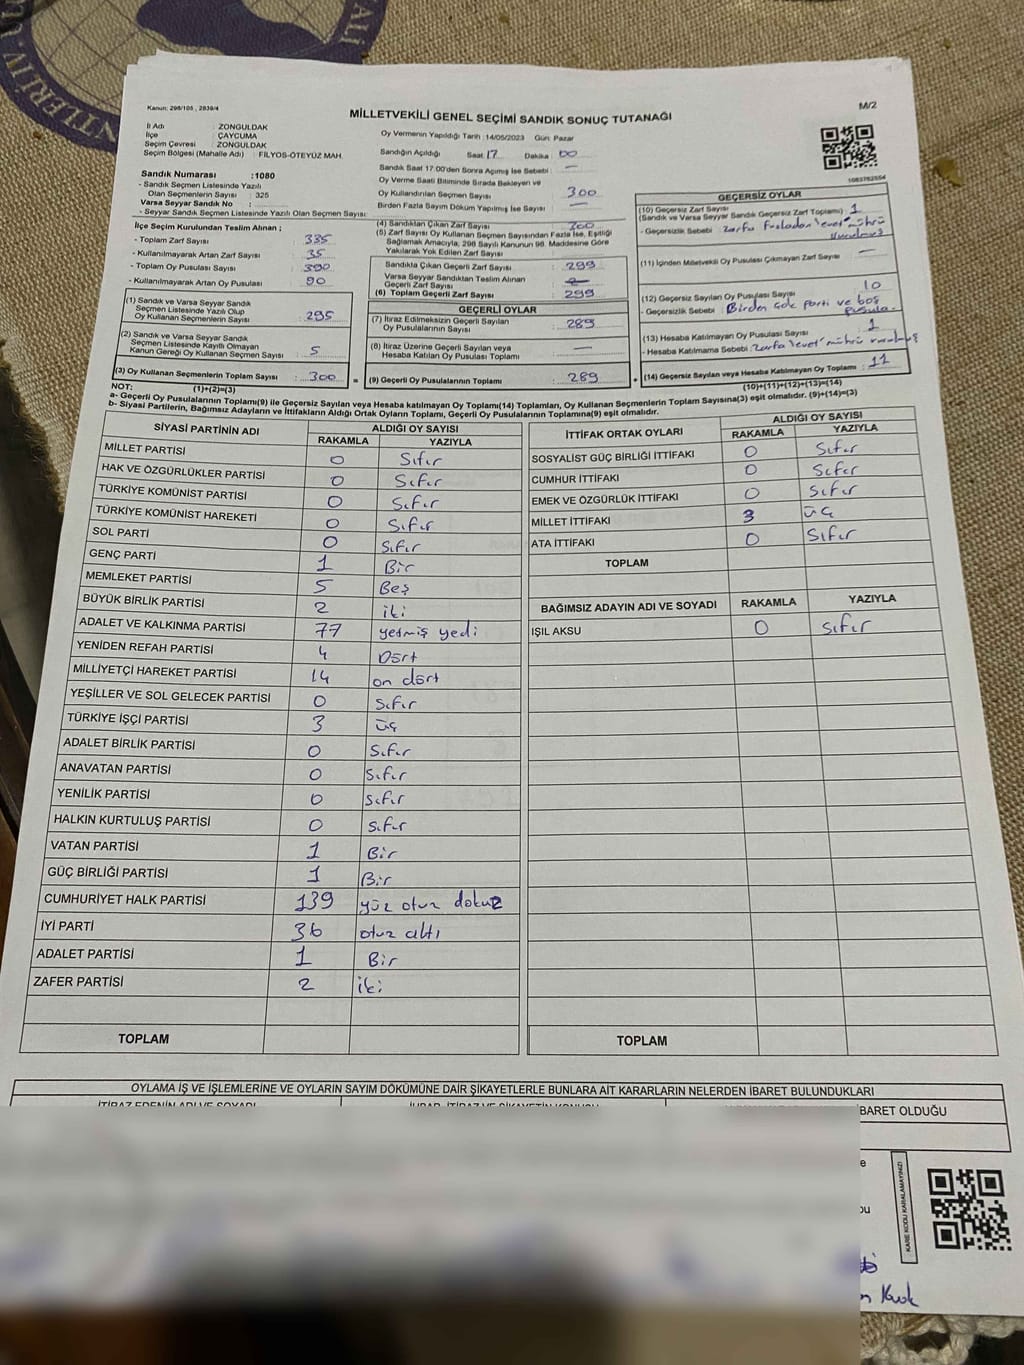 Kanun: 298/105 , 2839/4
MİLLETVEKİLİ GENEL SEÇİMİ SANDIK SONUÇ TUTANAĞI
M/2
İl Adı : ZONGULDAK
İlçe : ÇAYCUMA
Seçim Çevresi : ZONGULDAK
Seçim Bölgesi (Mahalle Adı) : FİLYOS-ÖTEYÜZ MAH.
Sandık Numarası :1080
- Sandık Seçmen Listesinde Yazılı
Olan Seçmenlerin Sayısı : 325
Varsa Seyyar Sandık No :
- Seyyar Sandık Seçmen Listesinde Yazılı Olan Seçmen Sayısı:
İlçe Seçim Kurulundan Teslim Alınan ;
- Toplam Zarf Sayısı : 335
- Kullanılmayarak Artan Zarf Sayısı : 35
- Toplam Oy Pusulası Sayısı : 390
- Kullanılmayarak Artan Oy Pusulası : 90
(1) Sandık ve Varsa Seyyar Sandık
Seçmen Listesinde Yazılı Olup
Oy Kullanan Seçmenlerin Sayısı : 295
(2) Sandık ve Varsa Seyyar Sandık
Seçmen Listesinde Kayıtlı Olmayan
Kanun Gereği Oy Kullanan Seçmen Sayısı : 5
(3) Oy Kullanan Seçmenlerin Toplam Sayısı : 300
(1)+(2)=(3)
Oy Vermenin Yapıldığı Tarih :14/05/2023 Gün: Pazar
Sandığın Açıldığı Saat :17 Dakika : 00
Sandık Saat 17:00'den Sonra Açılmış İse Sebebi : —
Oy Verme Saati Bitiminde Sırada Bekleyen ve
Oy Kullandırılan Seçmen Sayısı : 300
Birden Fazla Sayım Döküm Yapılmış İse Sayısı : —
(4) Sandıktan Çıkan Zarf Sayısı : 300
(5) Zarf Sayısı Oy Kullanan Seçmen Sayısından Fazla İse, Eşitliği
Sağlamak Amacıyla; 298 Sayılı Kanunun 98. Maddesine Göre
Yakılarak Yok Edilen Zarf Sayısı :
Sandıkta Çıkan Geçerli Zarf Sayısı : 299
Varsa Seyyar Sandıktan Teslim Alınan
Geçerli Zarf Sayısı :
(6) Toplam Geçerli Zarf Sayısı : 299
GEÇERLİ OYLAR
(7) İtiraz Edilmeksizin Geçerli Sayılan
Oy Pusulalarının Sayısı : 289
(8) İtiraz Üzerine Geçerli Sayılan veya
Hesaba Katılan Oy Pusulası Toplamı : —
= (9) Geçerli Oy Pusulalarının Toplamı : 289
1083762554
GEÇERSİZ OYLAR
(10) Geçersiz Zarf Sayısı : 1
(Sandık ve Varsa Seyyar Sandık Geçersiz Zarf Toplamı)
- Geçersizlik Sebebi : Zarfa fazladan "evet" mührü
vurulmuş
(11) İçinden Milletvekili Oy Pusulası Çıkmayan Zarf Sayısı : —
(12) Geçersiz Sayılan Oy Pusulası Sayısı : 10
- Geçersizlik Sebebi : Birden çok parti ve boş
pusula.
(13) Hesaba Katılmayan Oy Pusulası Sayısı : 1
- Hesaba Katılmama Sebebi : Zarfa "evet" mührü vurulmuş
+ (14) Geçersiz Sayılan veya Hesaba Katılmayan Oy Toplamı : 11
(10)+(11)+(12)+(13)=(14)
NOT:
a- Geçerli Oy Pusulalarının Toplamı(9) ile Geçersiz Sayılan veya Hesaba Katılmayan Oy Toplamı(14) Toplamları, Oy Kullanan Seçmenlerin Toplam Sayısına(3) eşit olmalıdır. (9)+(14)=(3)
b- Siyasi Partilerin, Bağımsız Adayların ve İttifakların Aldığı Ortak Oyların Toplamı, Geçerli Oy Pusulalarının Toplamına(9) eşit olmalıdır.
SİYASİ PARTİNİN ADI ALDIĞI OY SAYISI
RAKAMLA YAZIYLA
MİLLET PARTİSİ 0 Sıfır
HAK VE ÖZGÜRLÜKLER PARTİSİ 0 Sıfır
TÜRKİYE KOMÜNİST PARTİSİ 0 Sıfır
TÜRKİYE KOMÜNİST HAREKETİ 0 Sıfır
SOL PARTİ 0 Sıfır
GENÇ PARTİ 1 Bir
MEMLEKET PARTİSİ 5 Beş
BÜYÜK BİRLİK PARTİSİ 2 iki
ADALET VE KALKINMA PARTİSİ 77 yetmiş yedi
YENİDEN REFAH PARTİSİ 4 Dört
MİLLİYETÇİ HAREKET PARTİSİ 14 on dört
YEŞİLLER VE SOL GELECEK PARTİSİ 0 Sıfır
TÜRKİYE İŞÇİ PARTİSİ 3 üç
ADALET BİRLİK PARTİSİ 0 Sıfır
ANAVATAN PARTİSİ 0 Sıfır
YENİLİK PARTİSİ 0 Sıfır
HALKIN KURTULUŞ PARTİSİ 0 Sıfır
VATAN PARTİSİ 1 Bir
GÜÇ BİRLİĞİ PARTİSİ 1 Bir
CUMHURİYET HALK PARTİSİ 139 yüz otuz dokuz
İYİ PARTİ 36 otuz altı
ADALET PARTİSİ 1 Bir
ZAFER PARTİSİ 2 iki
TOPLAM
İTTİFAK ORTAK OYLARI ALDIĞI OY SAYISI
RAKAMLA YAZIYLA
SOSYALİST GÜÇ BİRLİĞİ İTTİFAKI 0 Sıfır
CUMHUR İTTİFAKI 0 Sıfır
EMEK VE ÖZGÜRLÜK İTTİFAKI 0 Sıfır
MİLLET İTTİFAKI 3 üç
ATA İTTİFAKI 0 Sıfır
TOPLAM
BAĞIMSIZ ADAYIN ADI VE SOYADI RAKAMLA YAZIYLA
IŞIL AKSU 0 Sıfır
TOPLAM
OYLAMA İŞ VE İŞLEMLERİNE VE OYLARIN SAYIM DÖKÜMÜNE DAİR ŞİKAYETLERLE BUNLARA AİT KARARLARIN NELERDEN İBARET BULUNDUKLARI
İTİRAZ EDENİN ADI VE SOYADI
İBARET OLDUĞU
KARE KODU KARALAMAYINIZ!